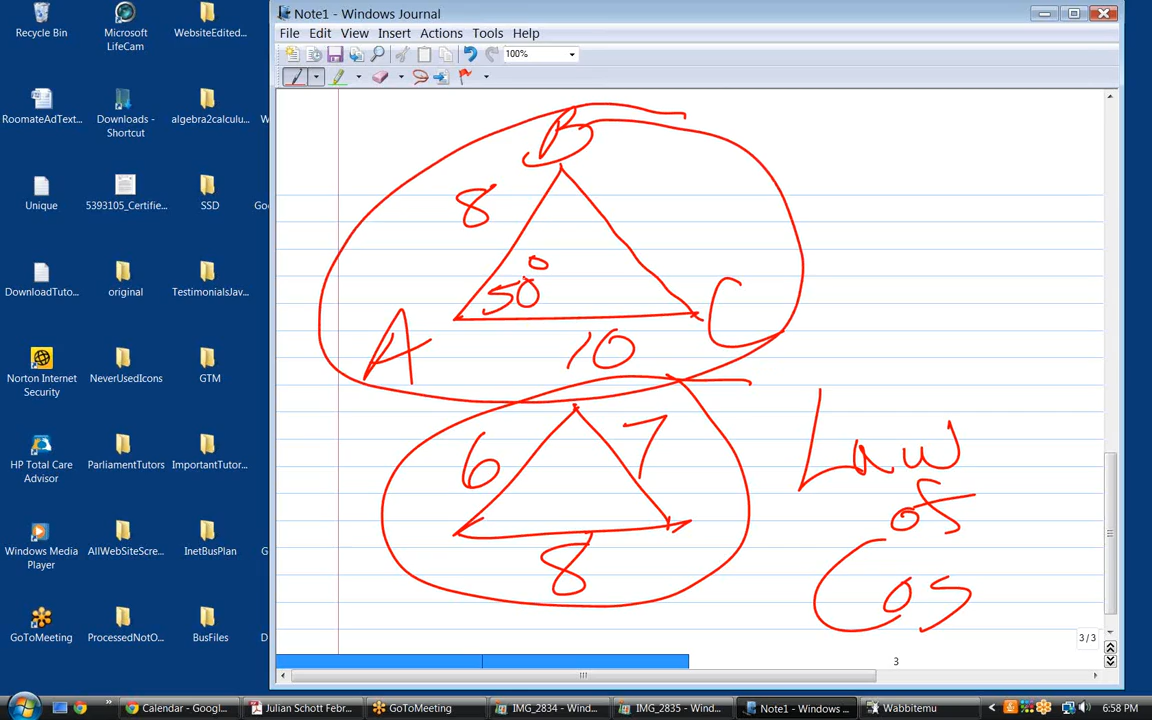 Note1 - Windows Journal
File Edit View Insert Actions Tools Help
100%
Recycle Bin
Microsoft LifeCam
WebsiteEdited...
RoomateAdText...
Downloads - Shortcut
algebra2calculu...
Unique
5393105_Certifie...
SSD
DownloadTuto...
original
TestimonialsJav...
Norton Internet Security
NeverUsedIcons
GTM
HP Total Care Advisor
ParliamentTutors
ImportantTutor...
Windows Media Player
AllWebSiteScre...
InetBusPlan
GoToMeeting
ProcessedNotO...
BusFiles
B
8
50°
A
C
10
6
7
8
Law
of
Cos
3/3
3
Calendar - Googl...
Julian Schott Febr...
GoToMeeting
IMG_2834 - Wind...
IMG_2835 - Wind...
Note1 - Windows ...
Wabbitemu
6:58 PM